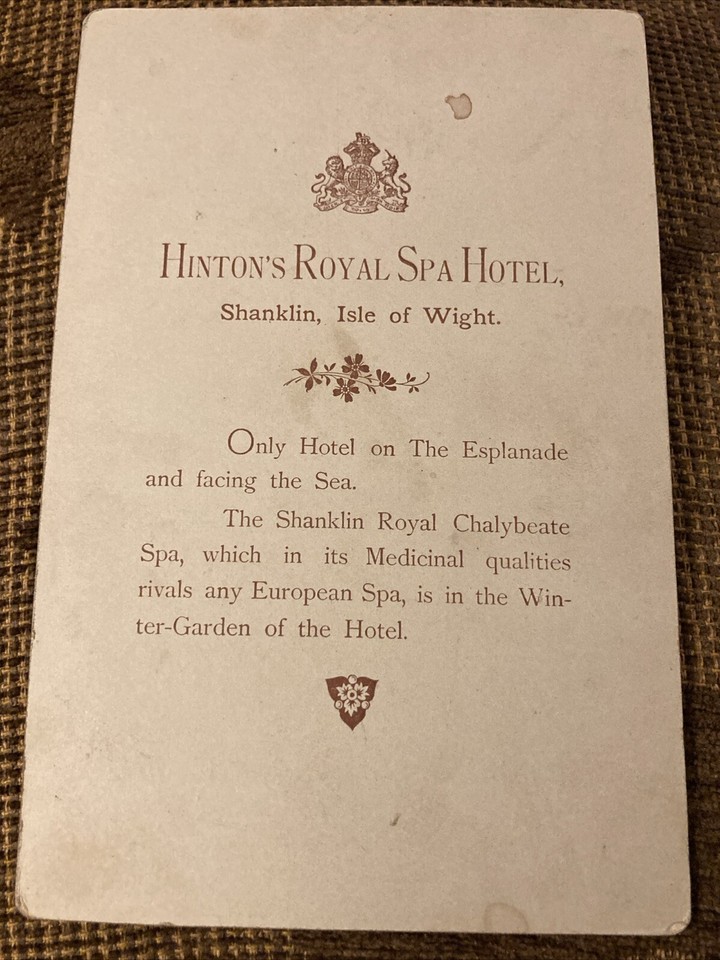 HINTON'S ROYAL SPA HOTEL,
Shanklin, Isle of Wight.
Only Hotel on The Esplanade
and facing the Sea.
The Shanklin Royal Chalybeate
Spa, which in its Medicinal qualities
rivals any European Spa, is in the Win-
ter-Garden of the Hotel.